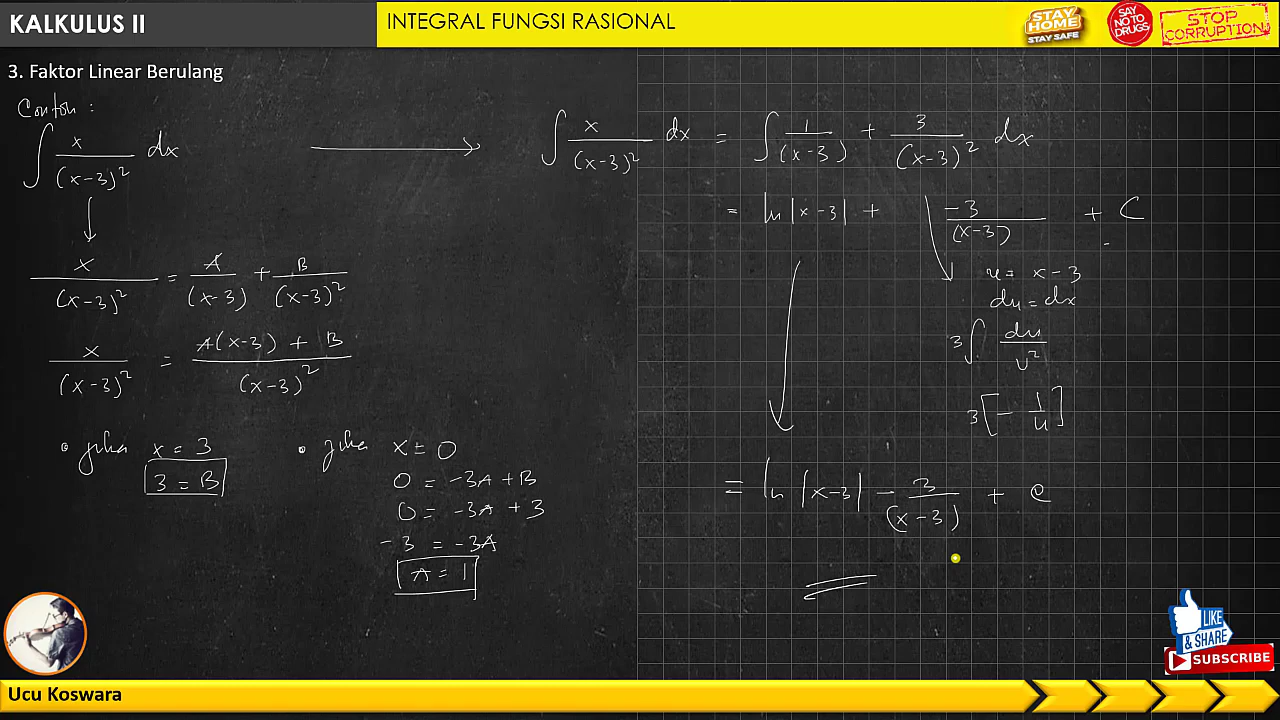 KALKULUS II
INTEGRAL FUNGSI RASIONAL
STAY HOME
STAY SAFE
SAY NO TO DRUGS
STOP CORRUPTION
3. Faktor Linear Berulang
Contoh :
∫ x/(x-3)² dx
x/(x-3)² = A/(x-3) + B/(x-3)²
x/(x-3)² = (A(x-3) + B)/(x-3)²
• jika x = 3
3 = B
• jika x = 0
0 = -3A + B
0 = -3A + 3
-3 = -3A
A = 1
∫ x/(x-3)² dx = ∫ 1/(x-3) + 3/(x-3)² dx
= ln |x-3| + -3/(x-3) + C
u = x - 3
du = dx
3∫ du/u²
3[- 1/u]
= ln |x-3| - 3/(x-3) + C
LIKE & SHARE
SUBSCRIBE
Ucu Koswara